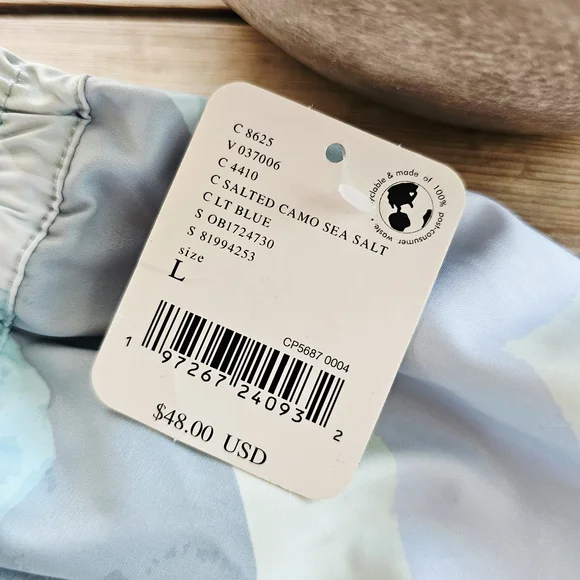 C 8625
V 037006
C 4410
C SALTED CAMO SEA SALT
C LT BLUE
S OB1724730
S 81994253
size
L
clable & made of 100% post-consumer waste
CP5687 0004
1 97267 24093 2
$48.00 USD